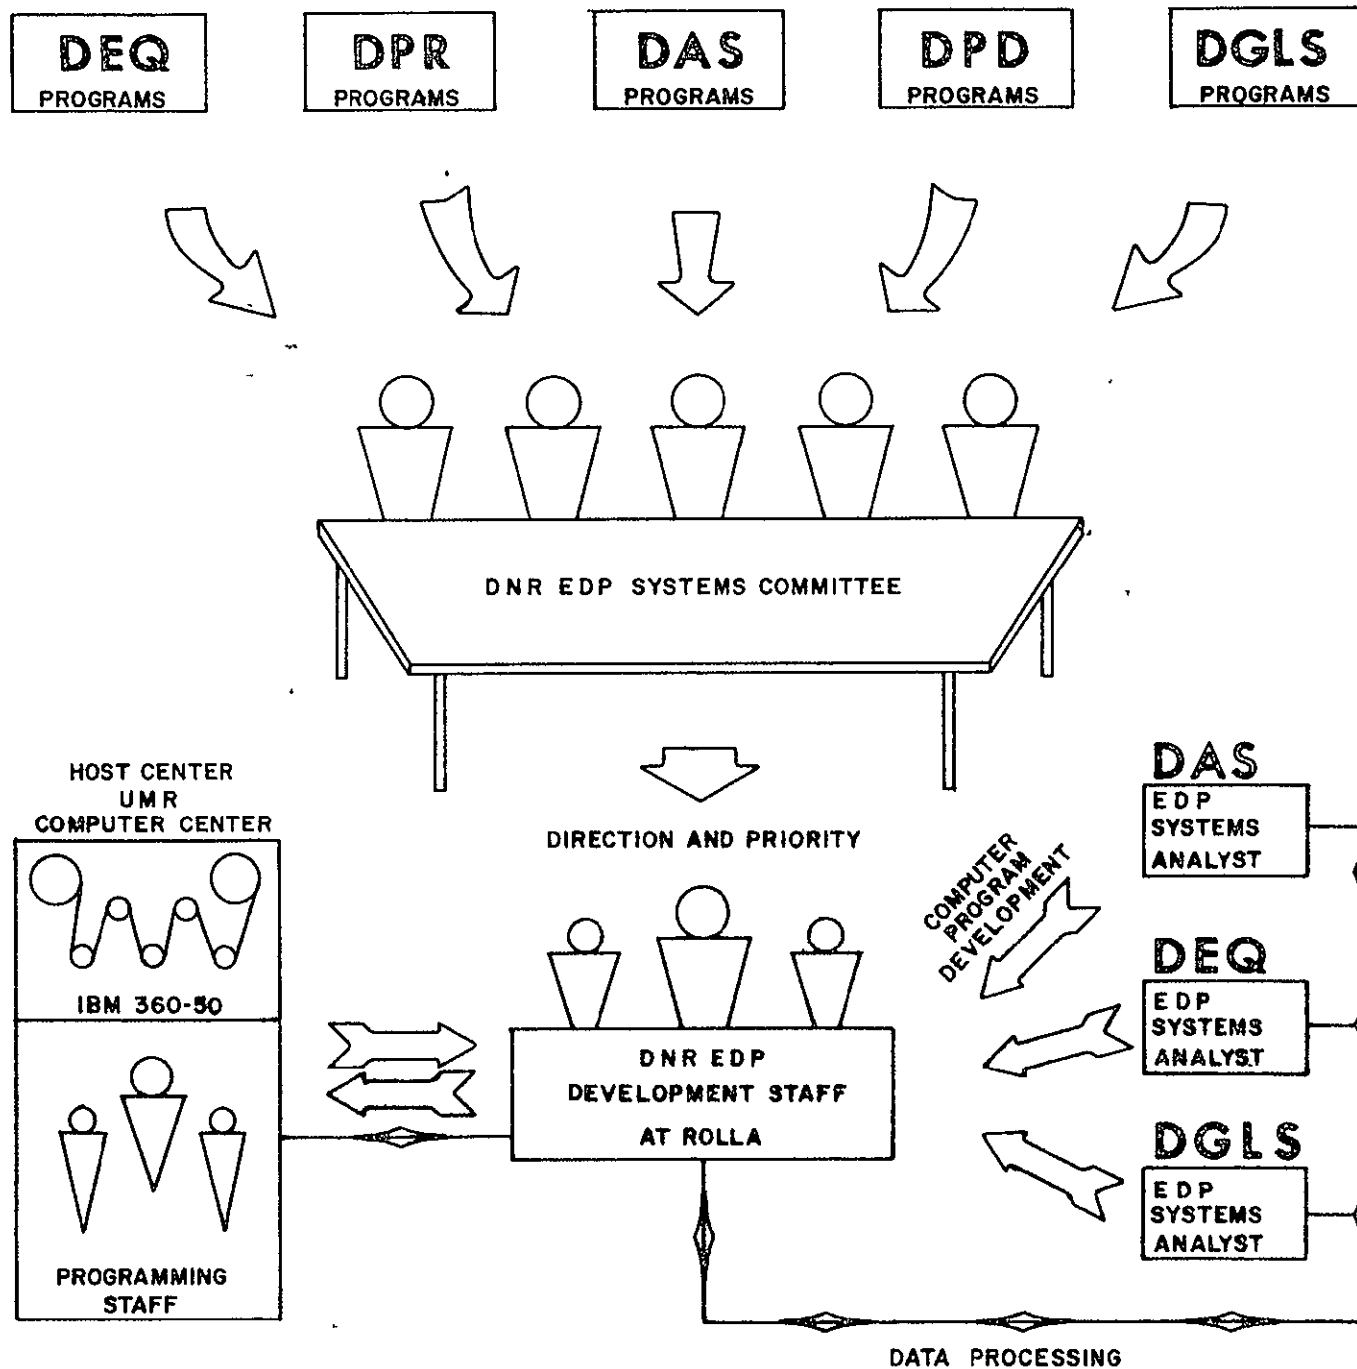 DEQ
PROGRAMS
DPR
PROGRAMS
DAS
PROGRAMS
DPD
PROGRAMS
DGLS
PROGRAMS
DNR EDP SYSTEMS COMMITTEE
DIRECTION AND PRIORITY
HOST CENTER
UMR
COMPUTER CENTER
IBM 360-50
PROGRAMMING
STAFF
DNR EDP
DEVELOPMENT STAFF
AT ROLLA
COMPUTER
PROGRAM
DEVELOPMENT
DAS
EDP
SYSTEMS
ANALYST
DEQ
EDP
SYSTEMS
ANALYST
DGLS
EDP
SYSTEMS
ANALYST
DATA PROCESSING